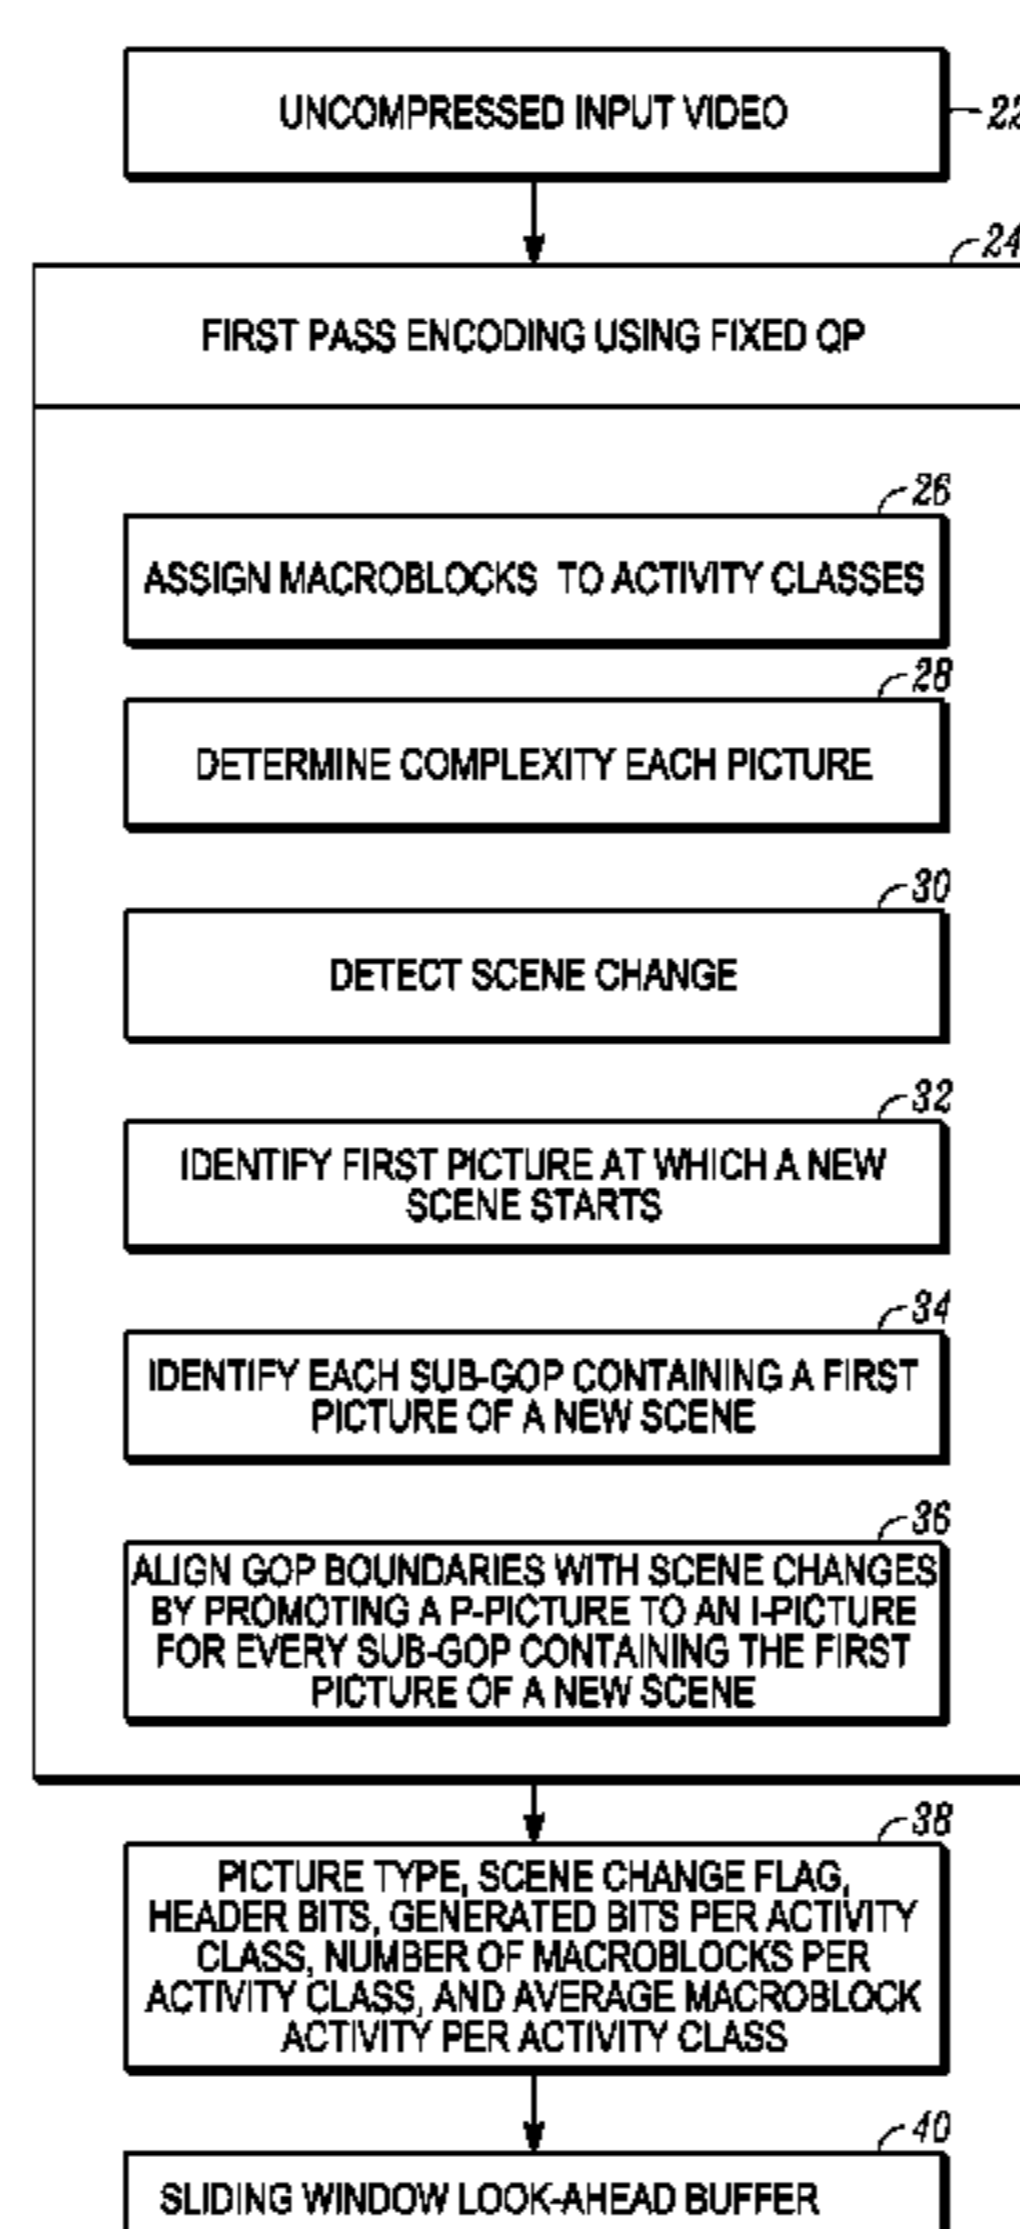 UNCOMPRESSED INPUT VIDEO
22
24
FIRST PASS ENCODING USING FIXED QP
26
ASSIGN MACROBLOCKS TO ACTIVITY CLASSES
28
DETERMINE COMPLEXITY EACH PICTURE
30
DETECT SCENE CHANGE
32
IDENTIFY FIRST PICTURE AT WHICH A NEW
SCENE STARTS
34
IDENTIFY EACH SUB-GOP CONTAINING A FIRST
PICTURE OF A NEW SCENE
36
ALIGN GOP BOUNDARIES WITH SCENE CHANGES
BY PROMOTING A P-PICTURE TO AN I-PICTURE
FOR EVERY SUB-GOP CONTAINING THE FIRST
PICTURE OF A NEW SCENE
38
PICTURE TYPE, SCENE CHANGE FLAG,
HEADER BITS, GENERATED BITS PER ACTIVITY
CLASS, NUMBER OF MACROBLOCKS PER
ACTIVITY CLASS, AND AVERAGE MACROBLOCK
ACTIVITY PER ACTIVITY CLASS
40
SLIDING WINDOW LOOK-AHEAD BUFFER